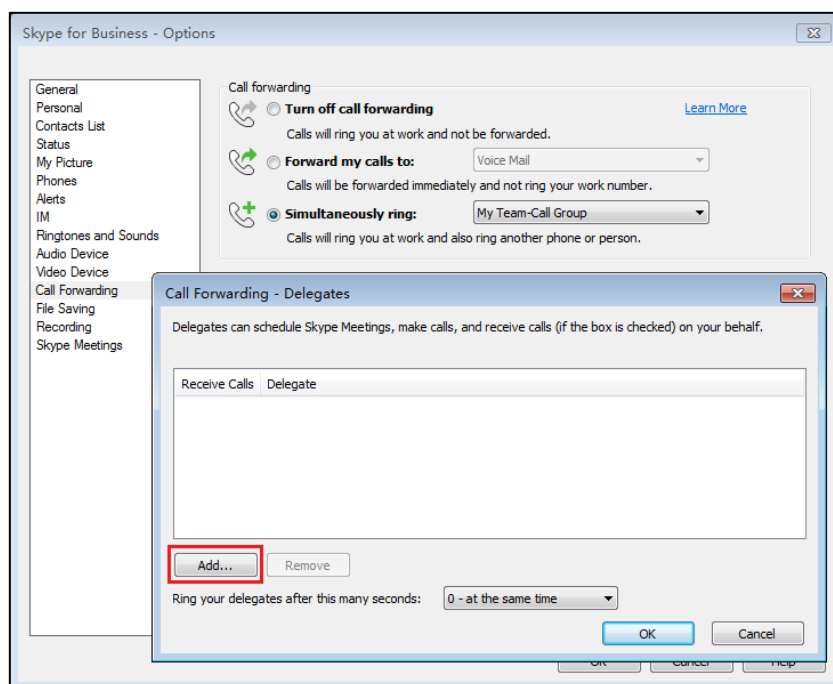 Skype for Business - Options
General
Personal
Contacts List
Status
My Picture
Phones
Alerts
IM
Ringtones and Sounds
Audio Device
Video Device
Call Forwarding
File Saving
Recording
Skype Meetings
Call forwarding
Turn off call forwarding
Learn More
Calls will ring you at work and not be forwarded.
Forward my calls to:
Voice Mail
Calls will be forwarded immediately and not ring your work number.
Simultaneously ring:
My Team-Call Group
Calls will ring you at work and also ring another phone or person.
Call Forwarding - Delegates
Delegates can schedule Skype Meetings, make calls, and receive calls (if the box is checked) on your behalf.
Receive Calls Delegate
Add... Remove
Ring your delegates after this many seconds: 0 - at the same time
OK Cancel
OK Cancel Help